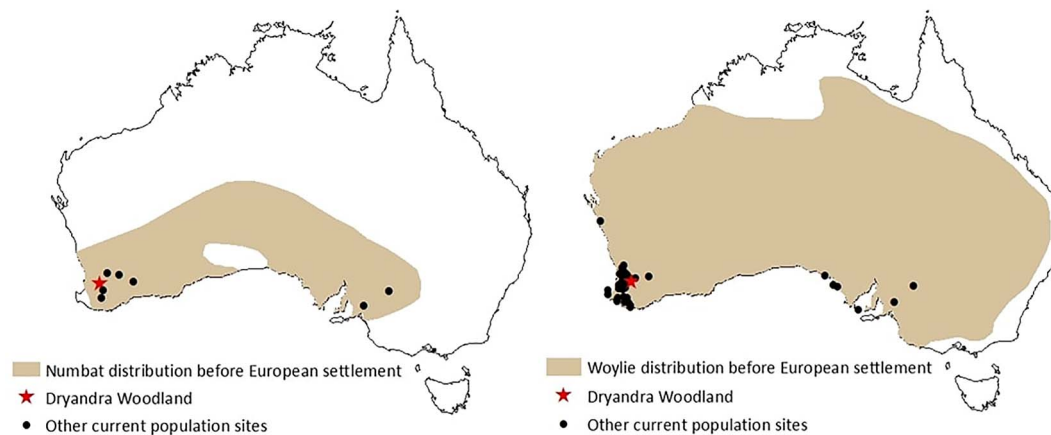 Numbat distribution before European settlement
Dryandra Woodland
Other current population sites
Woylie distribution before European settlement
Dryandra Woodland
Other current population sites